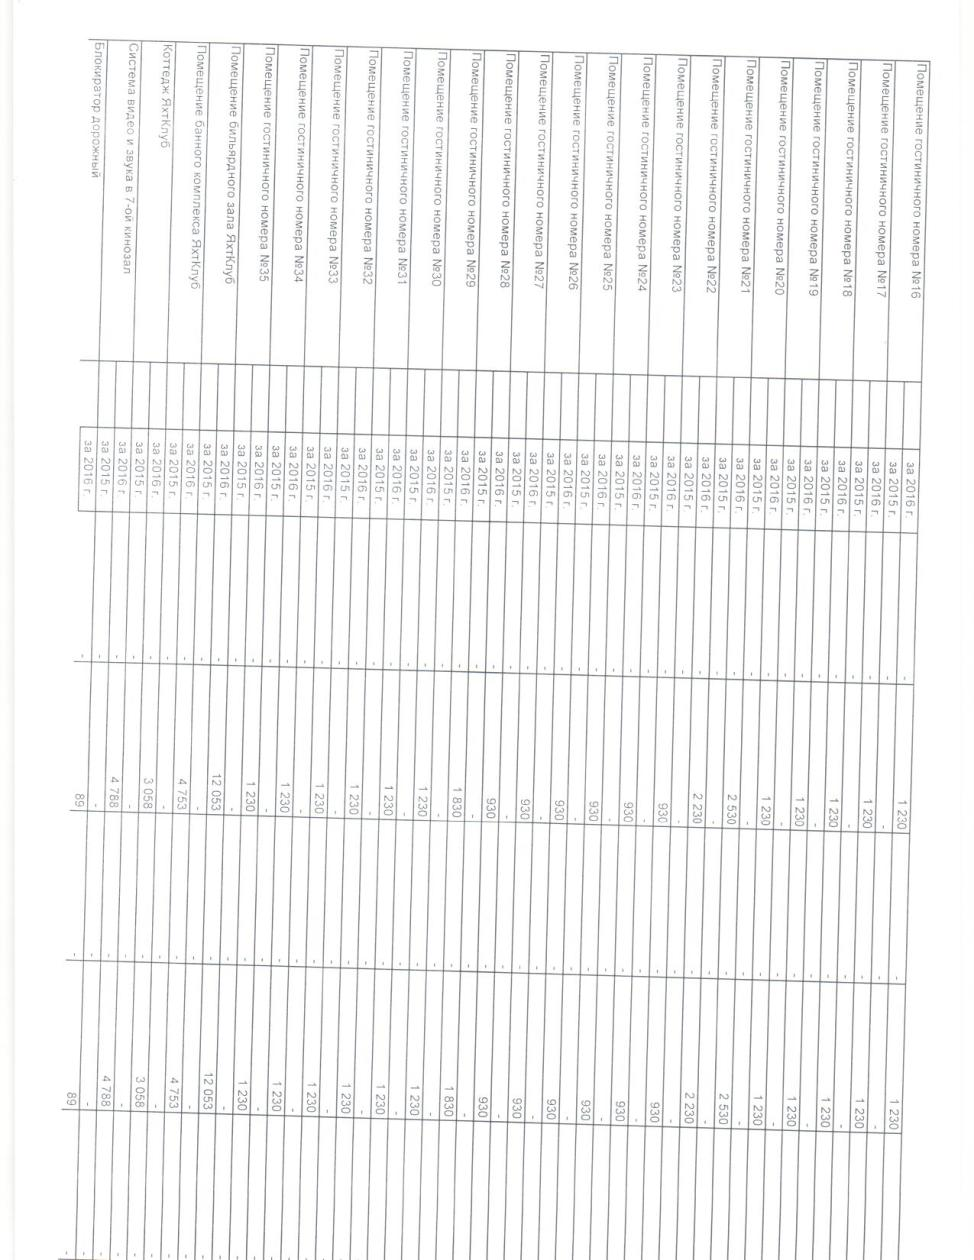 Помещение гостиничного номера №16 за 2016 г. - 1 230 - 1 230 -
Помещение гостиничного номера №17 за 2015 г. - - - - -
за 2016 г. - 1 230 - 1 230 -
Помещение гостиничного номера №18 за 2015 г. - - - - -
за 2016 г. - 1 230 - 1 230 -
Помещение гостиничного номера №19 за 2015 г. - - - - -
за 2016 г. - 1 230 - 1 230 -
Помещение гостиничного номера №20 за 2015 г. - - - - -
за 2016 г. - 1 230 - 1 230 -
Помещение гостиничного номера №21 за 2015 г. - - - - -
за 2016 г. - 2 530 - 2 530 -
Помещение гостиничного номера №22 за 2015 г. - - - - -
за 2016 г. - 2 230 - 2 230 -
Помещение гостиничного номера №23 за 2015 г. - - - - -
за 2016 г. - 930 - 930 -
Помещение гостиничного номера №24 за 2015 г. - - - - -
за 2016 г. - 930 - 930 -
Помещение гостиничного номера №25 за 2015 г. - - - - -
за 2016 г. - 930 - 930 -
Помещение гостиничного номера №26 за 2015 г. - - - - -
за 2016 г. - 930 - 930 -
Помещение гостиничного номера №27 за 2015 г. - - - - -
за 2016 г. - 930 - 930 -
Помещение гостиничного номера №28 за 2015 г. - - - - -
за 2016 г. - 930 - 930 -
Помещение гостиничного номера №29 за 2015 г. - - - - -
за 2016 г. - 1 830 - 1 830 -
Помещение гостиничного номера №30 за 2015 г. - - - - -
за 2016 г. - 1 230 - 1 230 -
Помещение гостиничного номера №31 за 2015 г. - - - - -
за 2016 г. - 1 230 - 1 230 -
Помещение гостиничного номера №32 за 2015 г. - - - - -
за 2016 г. - 1 230 - 1 230 -
Помещение гостиничного номера №33 за 2015 г. - - - - -
за 2016 г. - 1 230 - 1 230 -
Помещение гостиничного номера №34 за 2015 г. - - - - -
за 2016 г. - 1 230 - 1 230 -
Помещение гостиничного номера №35 за 2015 г. - - - - -
за 2016 г. - 1 230 - 1 230 -
Помещение бильярдного зала ЯхтКлуб за 2015 г. - - - - -
за 2016 г. - 12 053 - 12 053 -
Помещение банного комплекса ЯхтКлуб за 2015 г. - - - - -
за 2016 г. - 4 753 - 4 753 -
Коттедж ЯхтКлуб за 2015 г. - - - - -
за 2016 г. - 3 058 - 3 058 -
Система видео и звука в 7-ой кинозал за 2015 г. - - - - -
за 2016 г. - 4 788 - 4 788 -
Блокиратор дорожный за 2015 г. - - - - -
за 2016 г. - 89 - 89 -